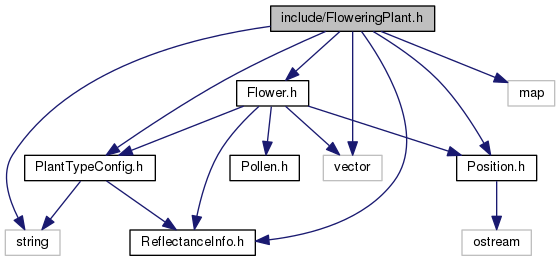 include/FloweringPlant.h
Flower.h
map
PlantTypeConfig.h
Pollen.h
vector
Position.h
string
ReflectanceInfo.h
ostream